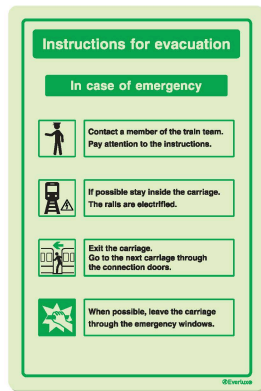 Instructions for evacuation
In case of emergency
Contact a member of the train team.
Pay attention to the instructions.
If possible stay inside the carriage.
The rails are electrified.
Exit the carriage.
Go to the next carriage through
the connection doors.
When possible, leave the carriage
through the emergency windows.
Everlux®